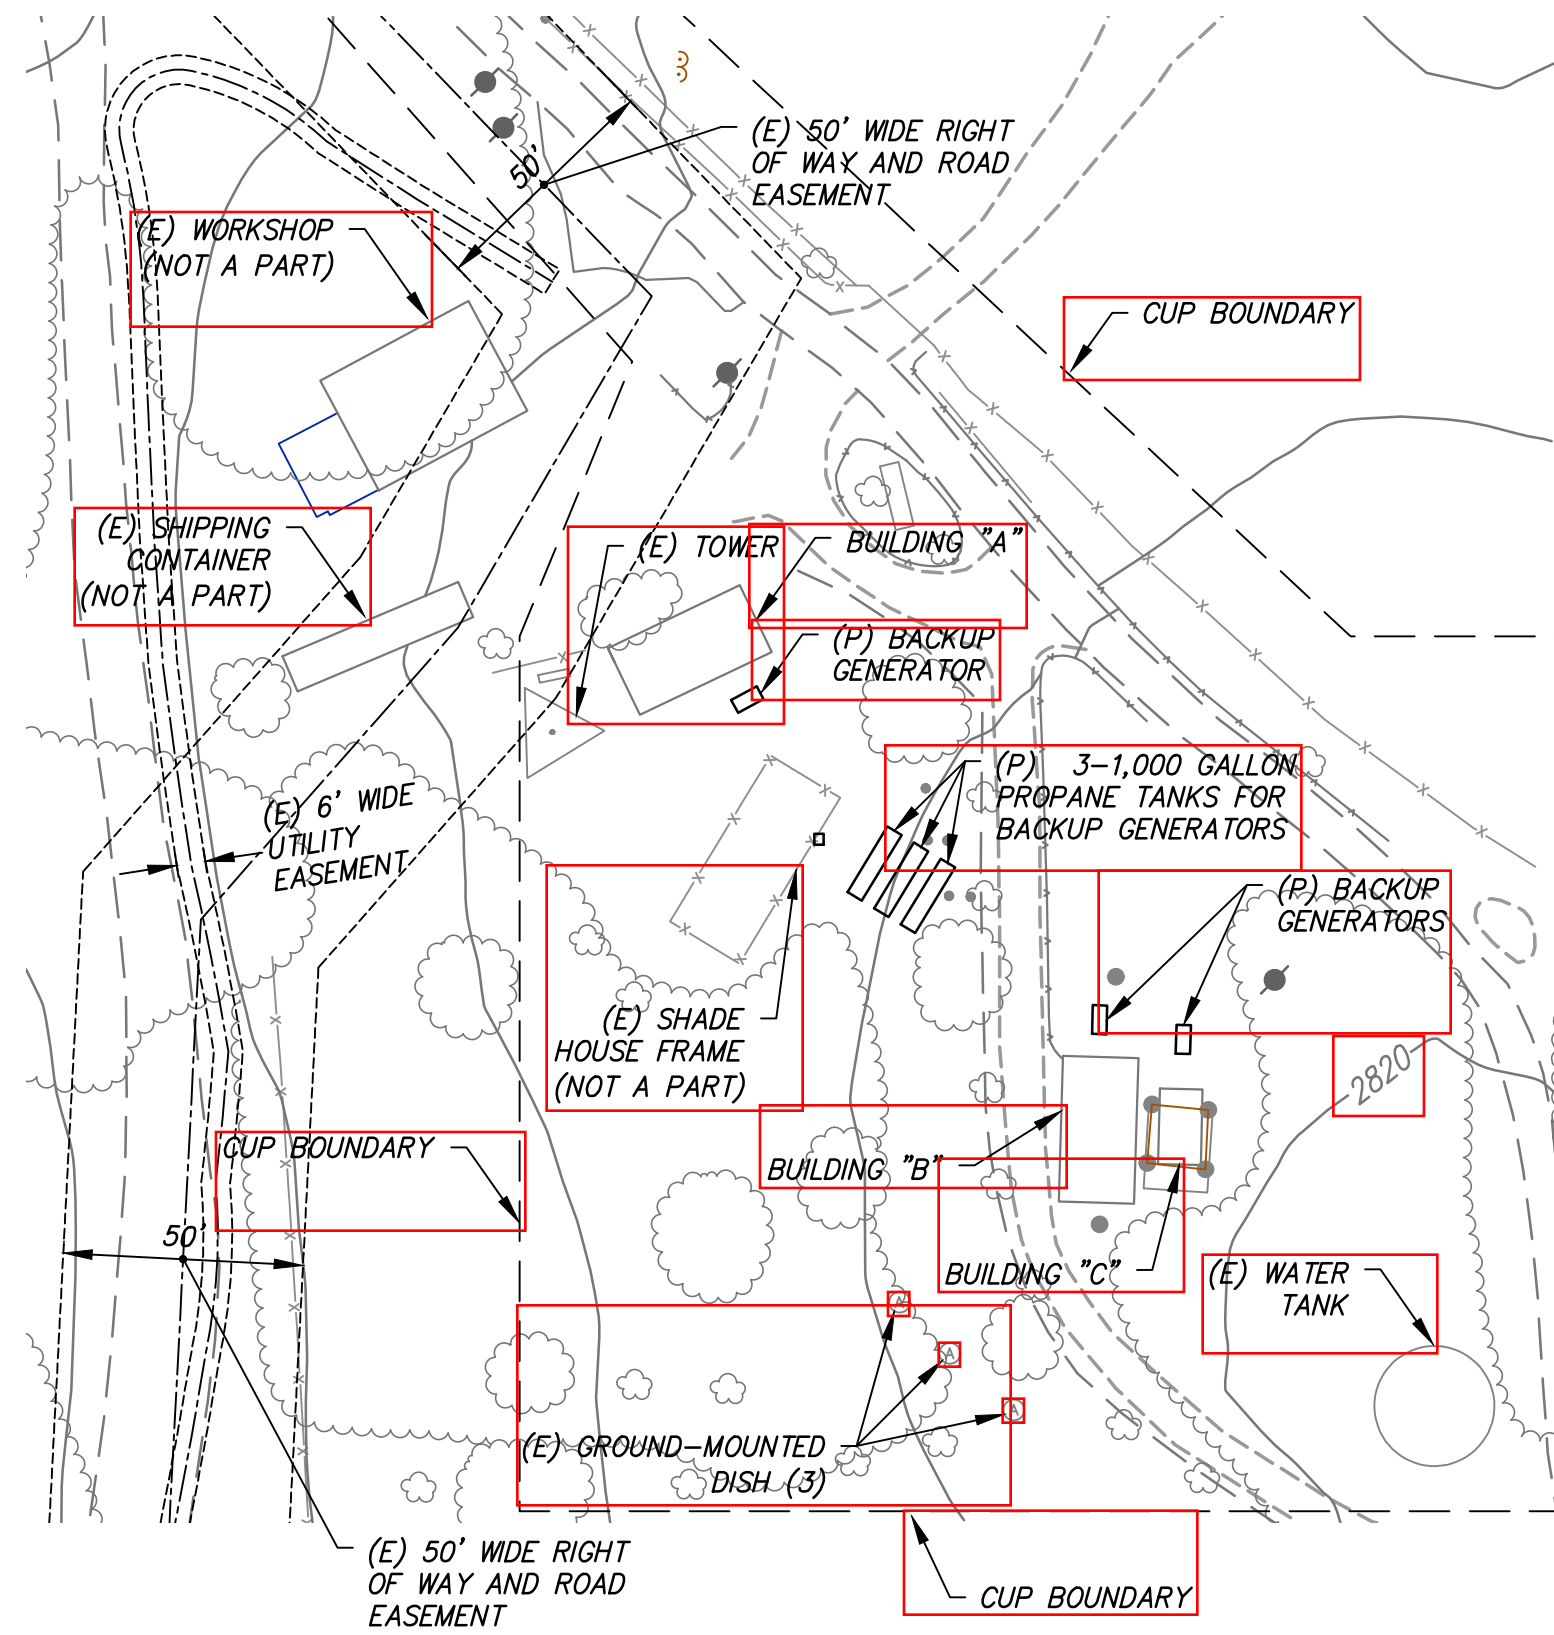 (E) 50' WIDE RIGHT
OF WAY AND ROAD
EASEMENT
50'
(E) WORKSHOP
(NOT A PART)
CUP BOUNDARY
(E) SHIPPING
CONTAINER
(NOT A PART)
(E) TOWER
BUILDING "A"
(P) BACKUP
GENERATOR
(P) 3-1,000 GALLON
PROPANE TANKS FOR
BACKUP GENERATORS
(E) 6' WIDE
UTILITY
EASEMENT
(P) BACKUP
GENERATORS
(E) SHADE
HOUSE FRAME
(NOT A PART)
2820
CUP BOUNDARY
BUILDING "B"
50'
BUILDING "C"
(E) WATER
TANK
A
A
A
(E) GROUND-MOUNTED
DISH (3)
(E) 50' WIDE RIGHT
OF WAY AND ROAD
EASEMENT
CUP BOUNDARY